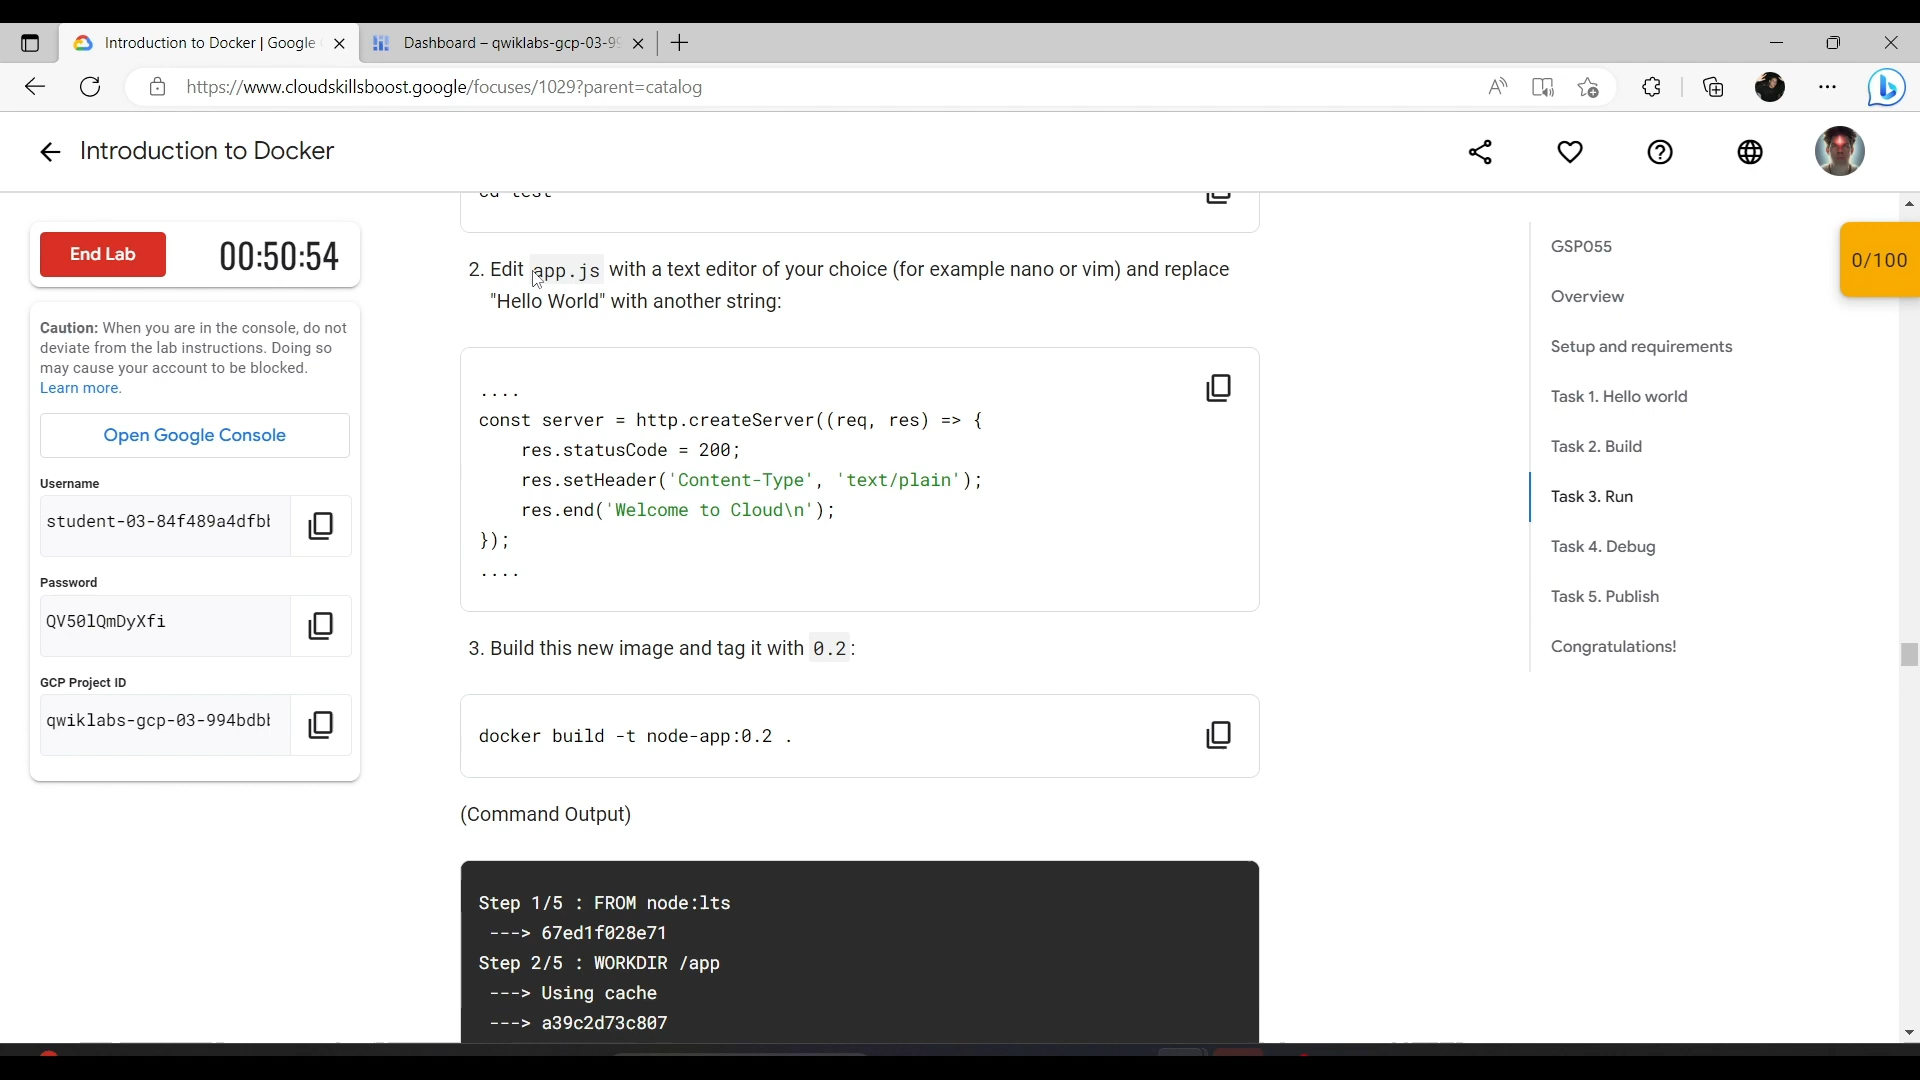 Introduction to Docker | Google
Dashboard – qwiklabs-gcp-03-99
https://www.cloudskillsboost.google/focuses/1029?parent=catalog
Introduction to Docker
End Lab
00:50:54
Caution: When you are in the console, do not
deviate from the lab instructions. Doing so
may cause your account to be blocked.
Learn more.
Open Google Console
Username
student-03-84f489a4dfbb
Password
QV50lQmDyXfi
GCP Project ID
qwiklabs-gcp-03-994bdbb
cd test
2. Edit app.js with a text editor of your choice (for example nano or vim) and replace
"Hello World" with another string:
....
const server = http.createServer((req, res) => {
res.statusCode = 200;
res.setHeader('Content-Type', 'text/plain');
res.end('Welcome to Cloud\n');
});
....
3. Build this new image and tag it with 0.2:
docker build -t node-app:0.2 .
(Command Output)
Step 1/5 : FROM node:lts
---> 67ed1f028e71
Step 2/5 : WORKDIR /app
---> Using cache
---> a39c2d73c807
GSP055
Overview
Setup and requirements
Task 1. Hello world
Task 2. Build
Task 3. Run
Task 4. Debug
Task 5. Publish
Congratulations!
0/100